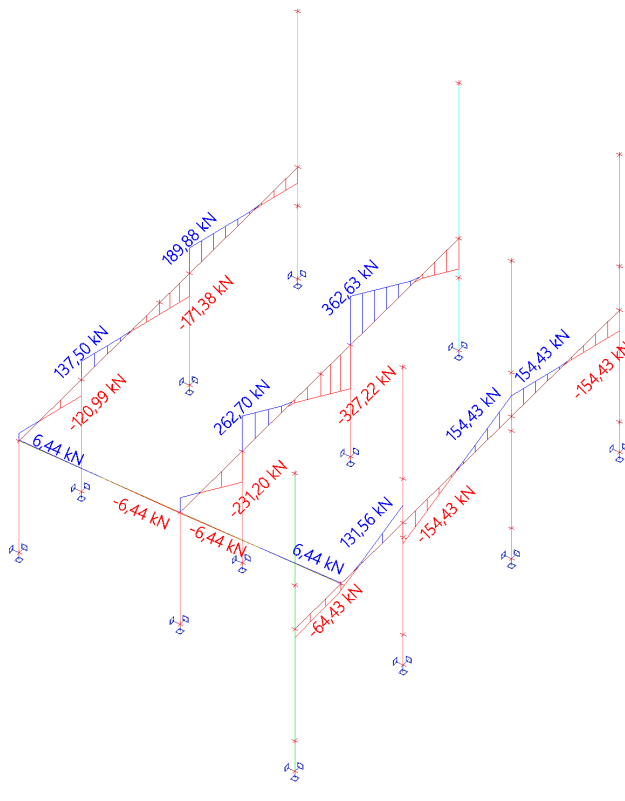 189,88 kN
-171,38 kN
137,50 kN
-120,99 kN
362,63 kN
-327,22 kN
262,70 kN
-231,20 kN
154,43 kN
-154,43 kN
154,43 kN
-154,43 kN
131,56 kN
-64,43 kN
6,44 kN
-6,44 kN
-6,44 kN
6,44 kN